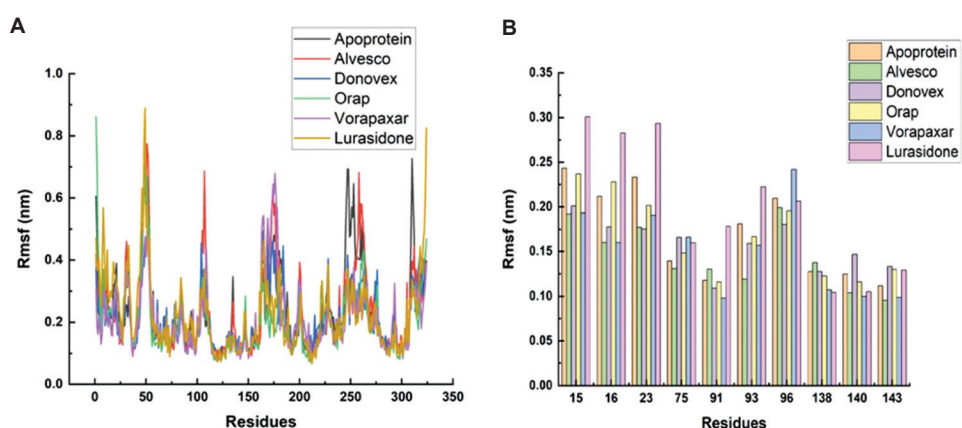 A
Apoprotein
Alvesco
Donovex
Orap
Vorapaxar
Lurasidone
1.0
0.8
0.6
0.4
0.2
0.0
Rmsf (nm)
0 50 100 150 200 250 300 350
Residues
B
Apoprotein
Alvesco
Donovex
Orap
Vorapaxar
Lurasidone
0.35
0.30
0.25
0.20
0.15
0.10
0.05
0.00
Rmsf (nm)
15 16 23 75 91 93 96 138 140 143
Residues